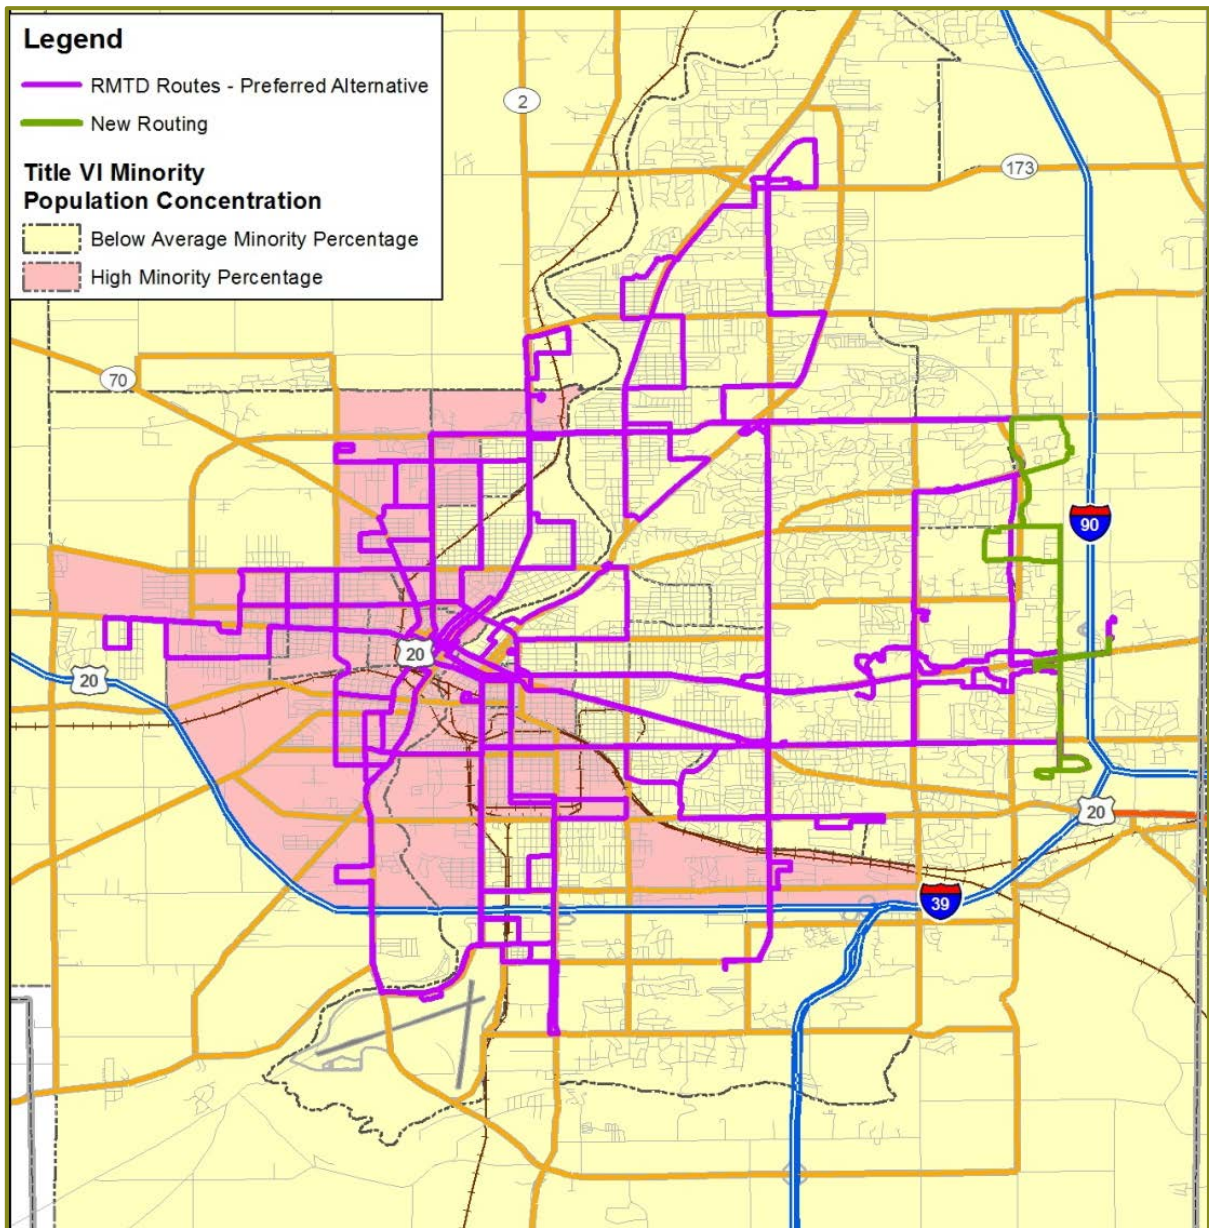 Legend
RMTD Routes - Preferred Alternative
New Routing
Title VI Minority
Population Concentration
Below Average Minority Percentage
High Minority Percentage
2
173
70
90
20
20
20
39